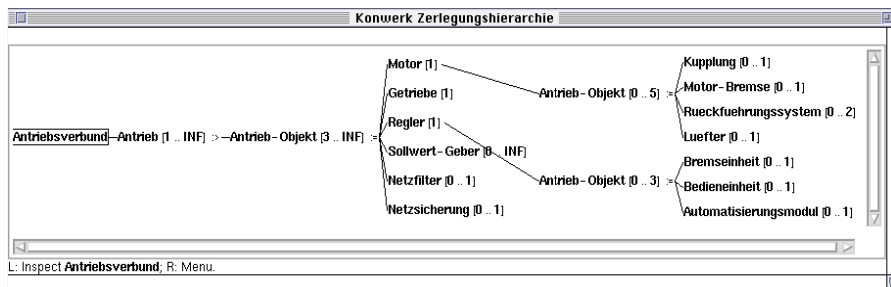 Konwerk Zerlegungshierarchie
Antriebsverbund Antrieb [1 .. INF] :> Antrieb-Objekt [3 .. INF] :=
Motor [1]
Getriebe [1]
Regler [1]
Sollwert-Geber [0 .. INF]
Netzfilter [0 .. 1]
Netzsicherung [0 .. 1]
Antrieb-Objekt [0 .. 5] :=
Kupplung [0 .. 1]
Motor-Bremse [0 .. 1]
Rueckfuehrungssystem [0 .. 2]
Luefter [0 .. 1]
Antrieb-Objekt [0 .. 3] :=
Bremseinheit [0 .. 1]
Bedieneinheit [0 .. 1]
Automatisierungsmodul [0 .. 1]
L: Inspect Antriebsverbund; R: Menu.